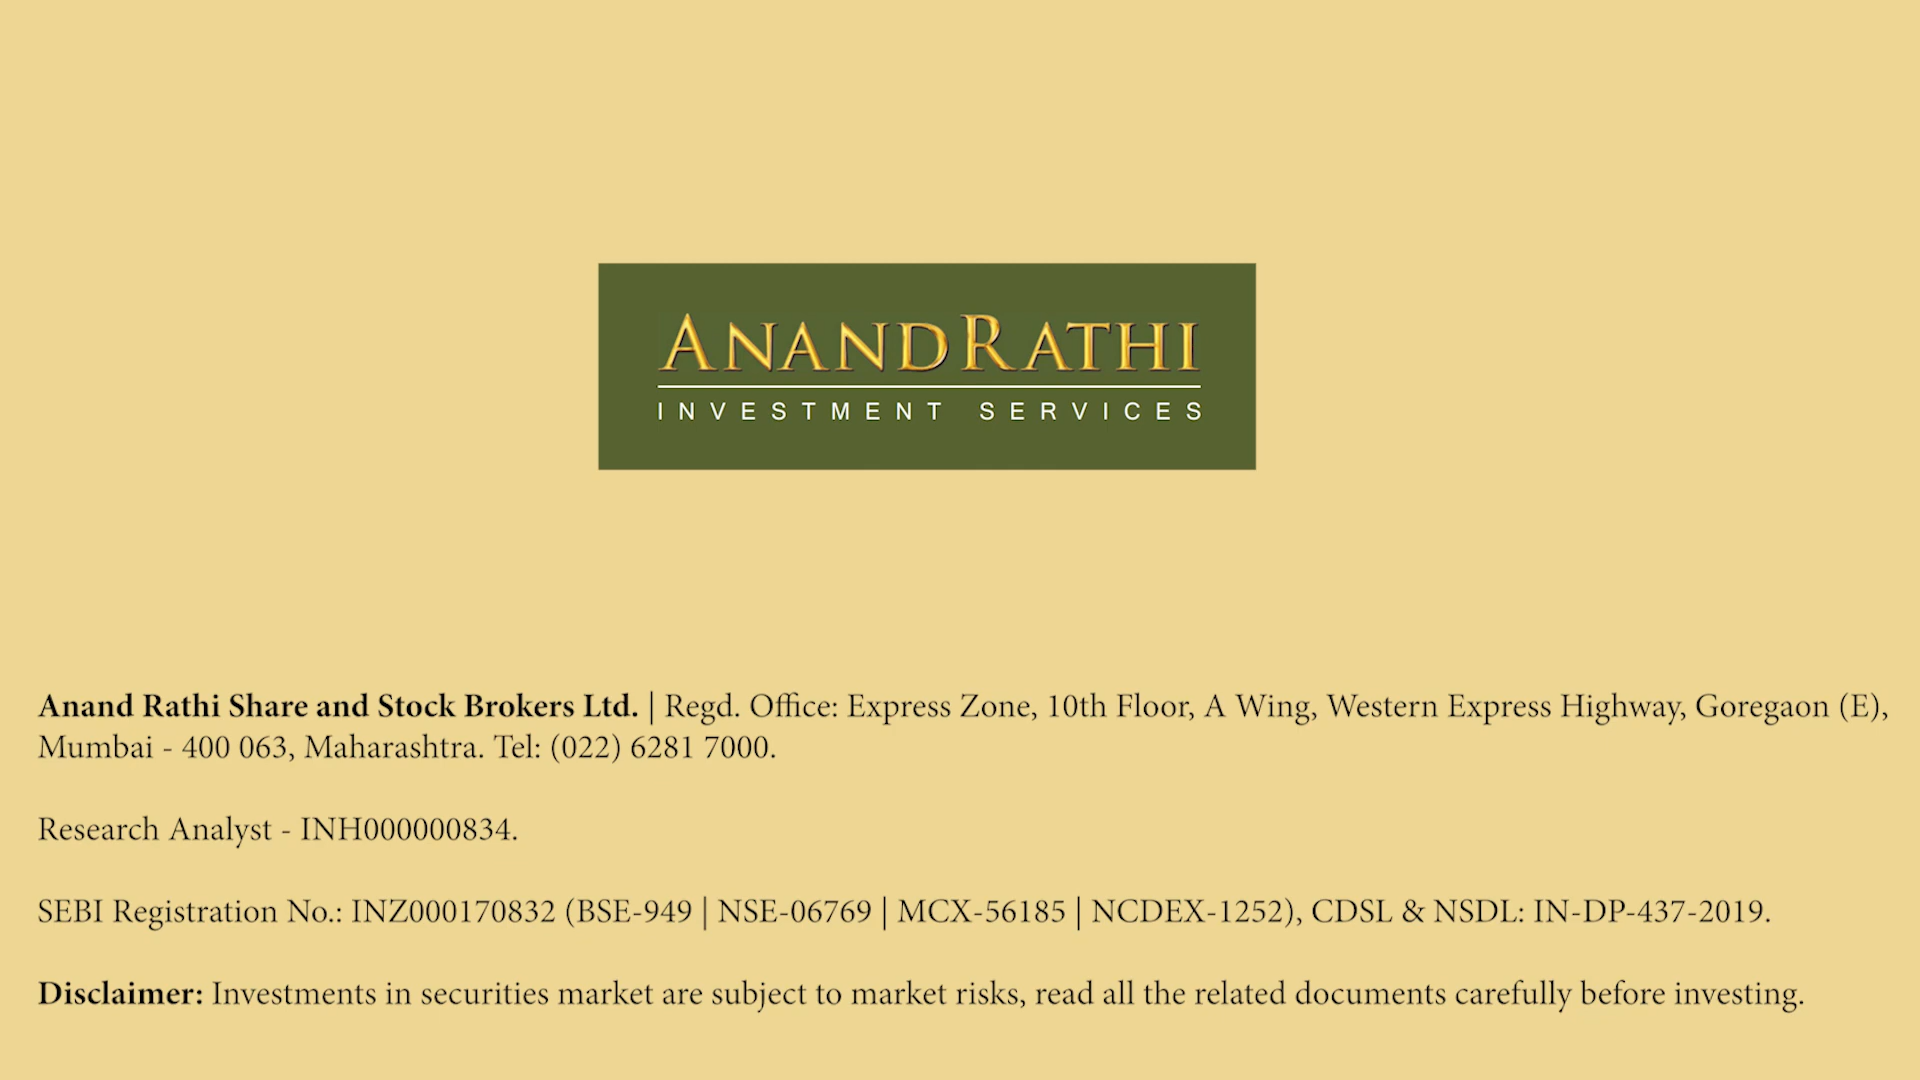 ANANDRATHI
INVESTMENT SERVICES
Anand Rathi Share and Stock Brokers Ltd. | Regd. Office: Express Zone, 10th Floor, A Wing, Western Express Highway, Goregaon (E),
Mumbai - 400 063, Maharashtra. Tel: (022) 6281 7000.
Research Analyst - INH000000834.
SEBI Registration No.: INZ000170832 (BSE-949 | NSE-06769 | MCX-56185 | NCDEX-1252), CDSL & NSDL: IN-DP-437-2019.
Disclaimer: Investments in securities market are subject to market risks, read all the related documents carefully before investing.